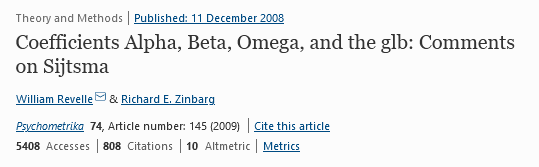 Theory and Methods | Published: 11 December 2008
Coefficients Alpha, Beta, Omega, and the glb: Comments
on Sijtsma
William Revelle & Richard E. Zinbarg
Psychometrika 74, Article number: 145 (2009) | Cite this article
5408 Accesses | 808 Citations | 10 Altmetric | Metrics